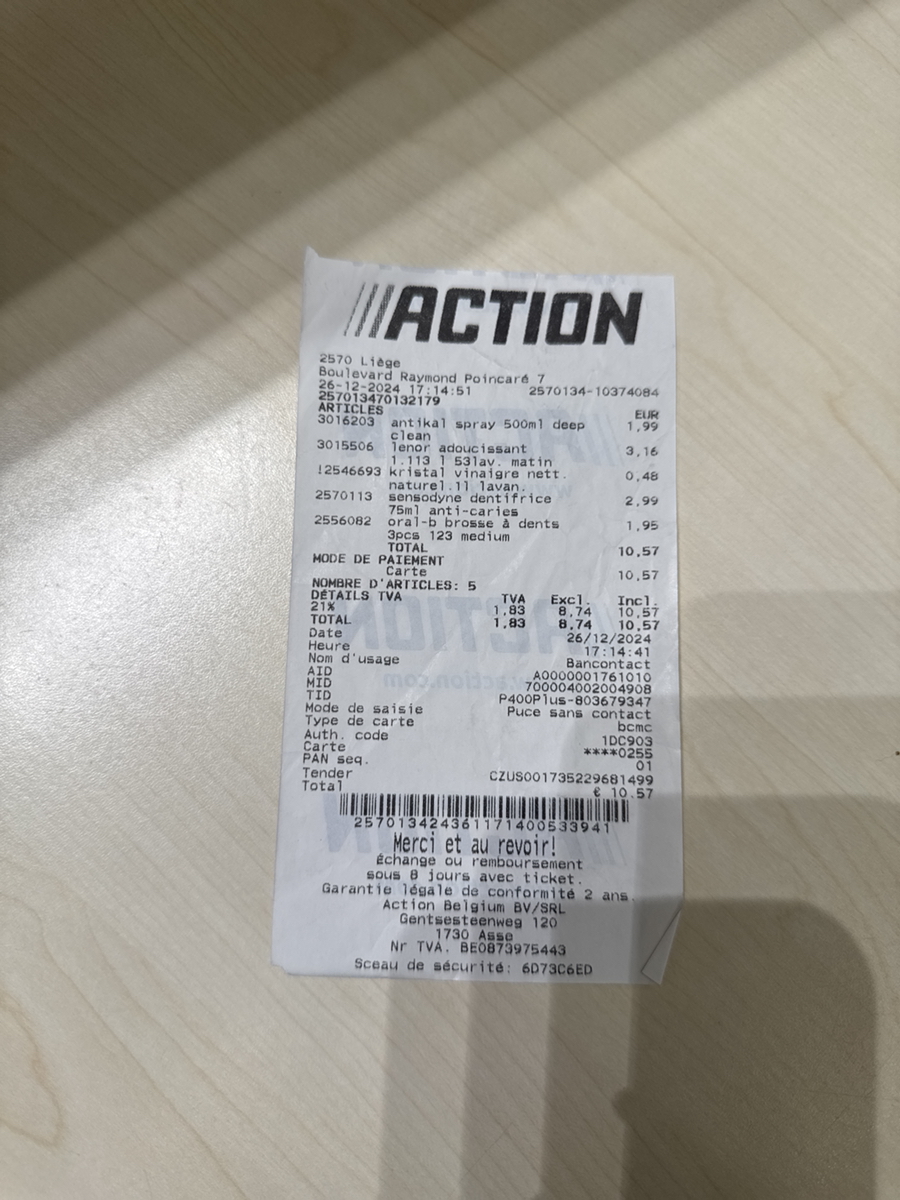 ACTION
2570 Liège
Boulevard Raymond Poincaré 7
26-12-2024 17:14:51 2570134-10374084
257013470132179
ARTICLES EUR
3016203 antikal spray 500ml deep 1,99
clean
3015506 lenor adoucissant 3,16
1.113 l 53lav. matin
!2546693 kristal vinaigre nett. 0,48
naturel.1l lavan.
2570113 sensodyne dentifrice 2,99
75ml anti-caries
2556082 oral-b brosse à dents 1,95
3pcs 123 medium
TOTAL 10,57
MODE DE PAIEMENT
Carte 10,57
NOMBRE D'ARTICLES: 5
DÉTAILS TVA TVA Excl. Incl.
21% 1,83 8,74 10,57
TOTAL 1,83 8,74 10,57
Date 26/12/2024
Heure 17:14:41
Nom d'usage Bancontact
AID A0000001761010
MID 700004002004908
TID P400Plus-803679347
Mode de saisie Puce sans contact
Type de carte bcmc
Auth. code 1DC903
Carte ****0255
PAN seq. 01
Tender CZUS001735229681499
Total € 10.57
257013424361171400533941
Merci et au revoir!
Échange ou remboursement
sous 8 jours avec ticket.
Garantie légale de conformité 2 ans.
Action Belgium BV/SRL
Gentsesteenweg 120
1730 Asse
Nr TVA. BE0873975443
Sceau de sécurité: 6D73C6ED